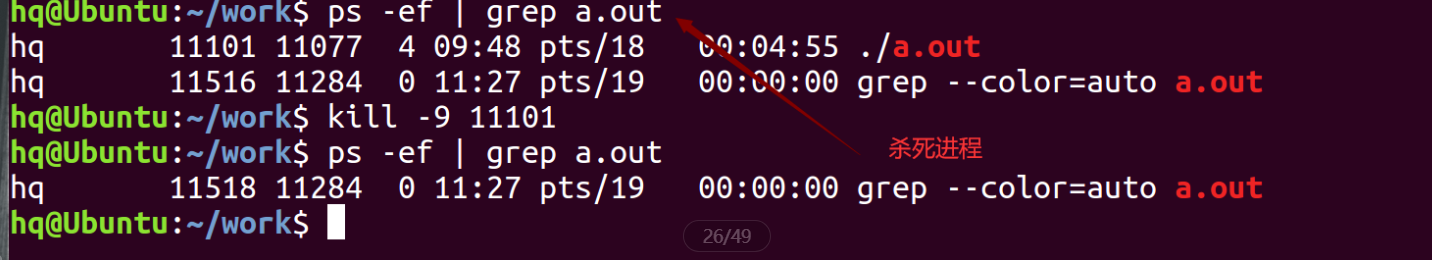 hq@Ubuntu:~/work$ ps -ef | grep a.out
hq 11101 11077 4 09:48 pts/18 00:04:55 ./a.out
hq 11516 11284 0 11:27 pts/19 00:00:00 grep --color=auto a.out
hq@Ubuntu:~/work$ kill -9 11101
hq@Ubuntu:~/work$ ps -ef | grep a.out
杀死进程
hq 11518 11284 0 11:27 pts/19 00:00:00 grep --color=auto a.out
hq@Ubuntu:~/work$
26/49